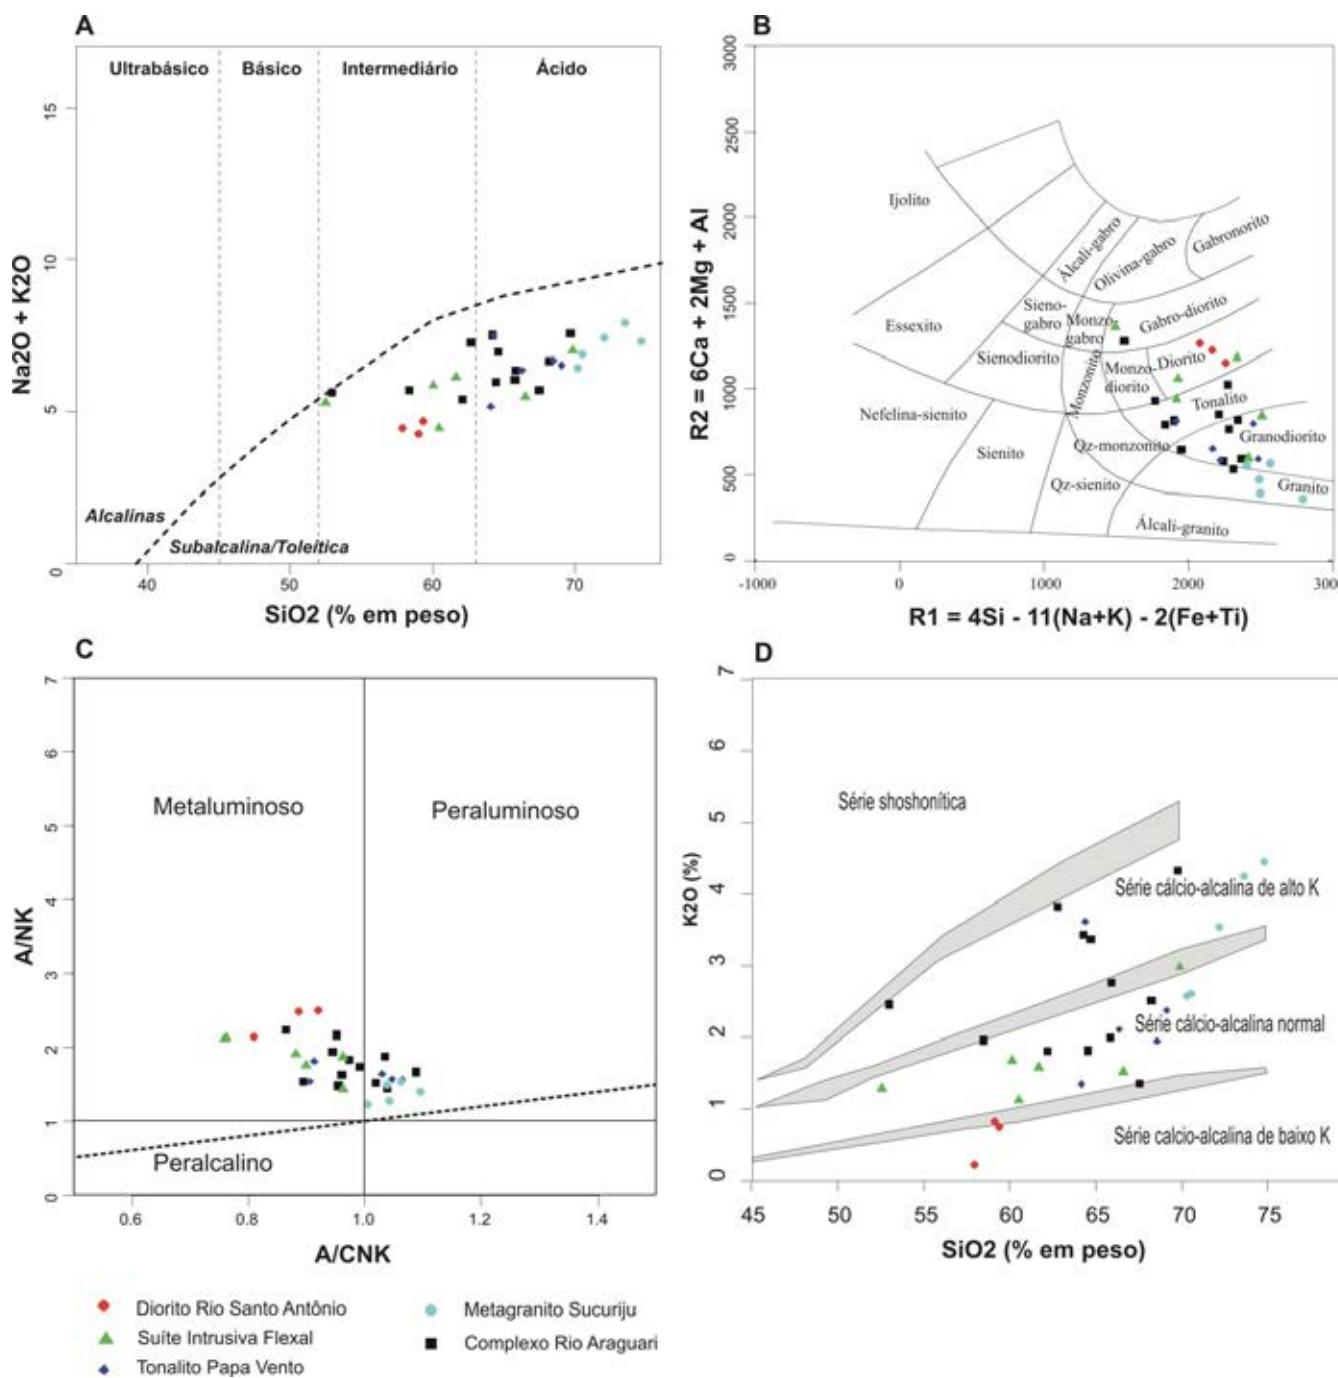 A
Ultrabásico Básico Intermediário Ácido
15
10
5
0
Na2O + K2O
Alcalinas
Subalcalina/Toleítica
40 50 60 70
SiO2 (% em peso)
B
3000
2500
2000
1500
1000
500
0
R2 = 6Ca + 2Mg + Al
Ijolito
Álcali-gabro
Olivina-gabro
Gabronorito
Essexito
Sieno-
gabro
Monzo-
gabro
Gabro-diorito
Sienodiorito
Monzonito
Monzo-
diorito
Diorito
Nefelina-sienito
Tonalito
Sienito
Qz-monzonito
Granodiorito
Qz-sienito
Granito
Álcali-granito
-1000 0 1000 2000 300
R1 = 4Si - 11(Na+K) - 2(Fe+Ti)
C
7
6
5
4
3
2
1
0
A/NK
Metaluminoso
Peraluminoso
Peralcalino
0.6 0.8 1.0 1.2 1.4
A/CNK
D
7
6
5
4
3
2
1
0
K2O (%)
Série shoshonítica
Série cálcio-alcalina de alto K
Série cálcio-alcalina normal
Série calcio-alcalina de baixo K
45 50 55 60 65 70 75
SiO2 (% em peso)
Diorito Rio Santo Antônio
Suíte Intrusiva Flexal
Tonalito Papa Vento
Metagranito Sucuriju
Complexo Rio Araguari